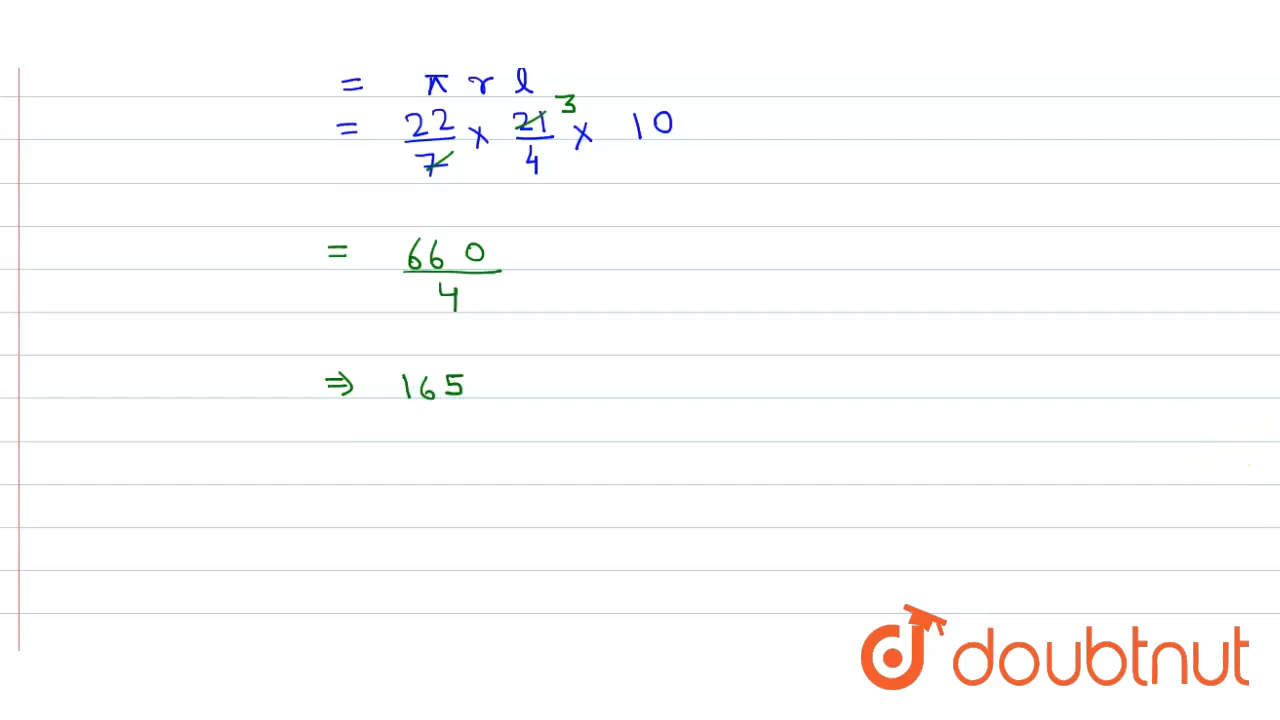 = π r l
= 22/7 × 21/4 3 × 10
= 660/4
⇒ 165
doubtnut